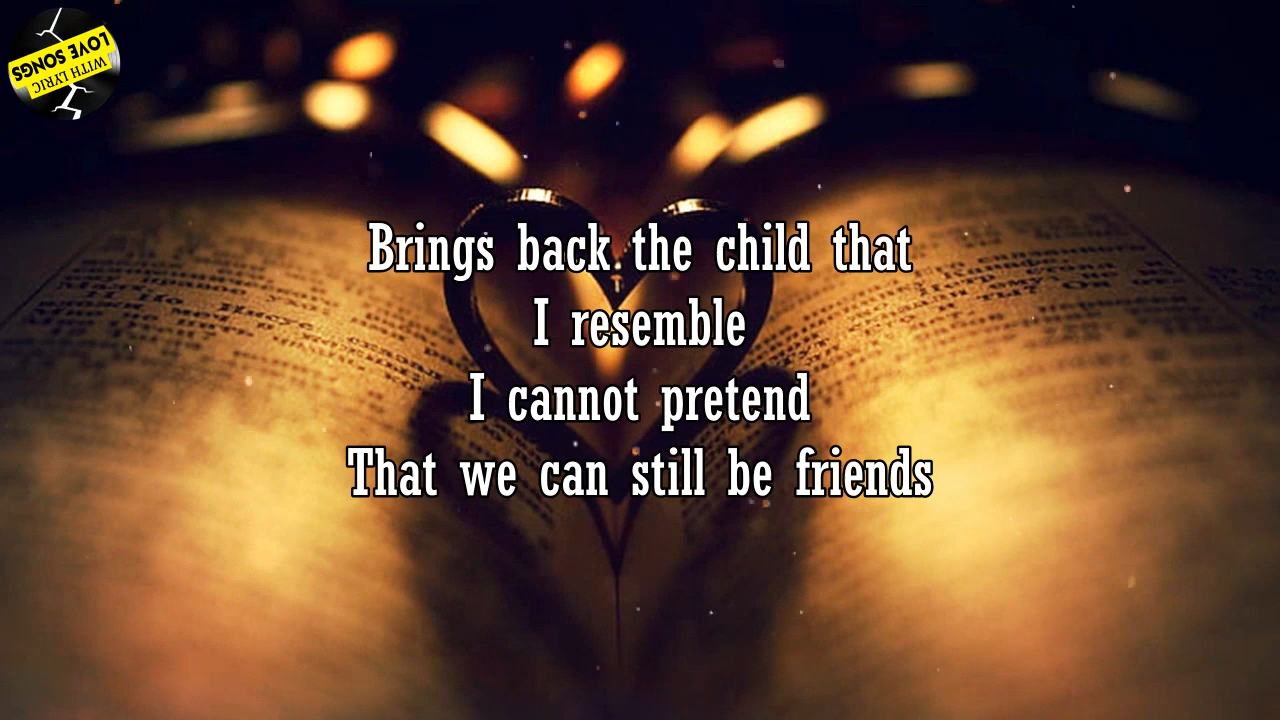 LOVE SONGS
WITH LYRIC
Brings back the child that
I resemble
I cannot pretend
That we can still be friends